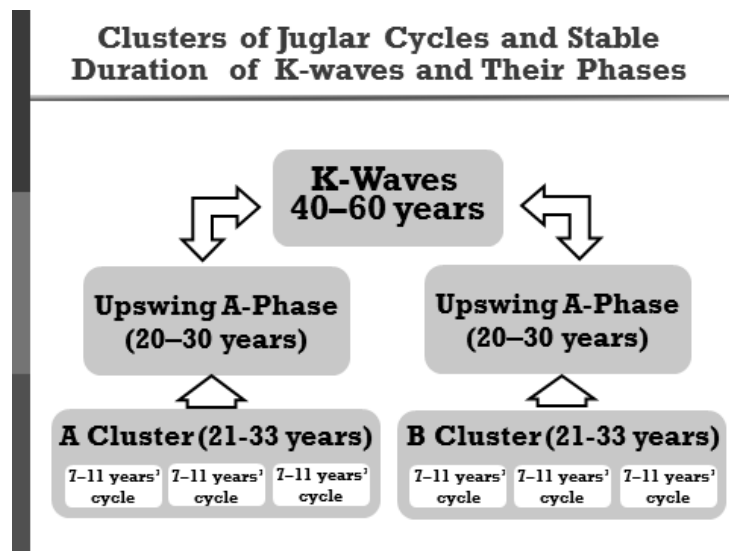 Clusters of Juglar Cycles and Stable
Duration of K-waves and Their Phases
K-Waves
40–60 years
Upswing A-Phase
(20–30 years)
Upswing A-Phase
(20–30 years)
A Cluster (21-33 years)
7–11 years’
cycle
7–11 years’
cycle
7–11 years’
cycle
B Cluster (21-33 years)
7–11 years’
cycle
7–11 years’
cycle
7–11 years’
cycle